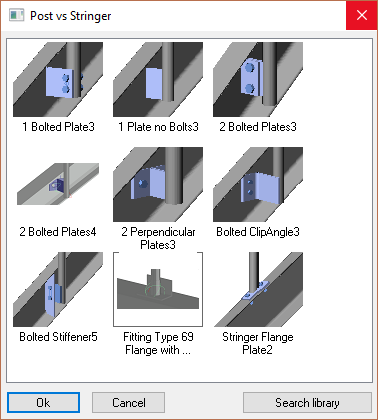 Post vs Stringer
1 Bolted Plate3
1 Plate no Bolts3
2 Bolted Plates3
2 Bolted Plates4
2 Perpendicular
Plates3
Bolted ClipAngle3
Bolted Stiffener5
Fitting Type 69
Flange with ...
Stringer Flange
Plate2
Ok
Cancel
Search library